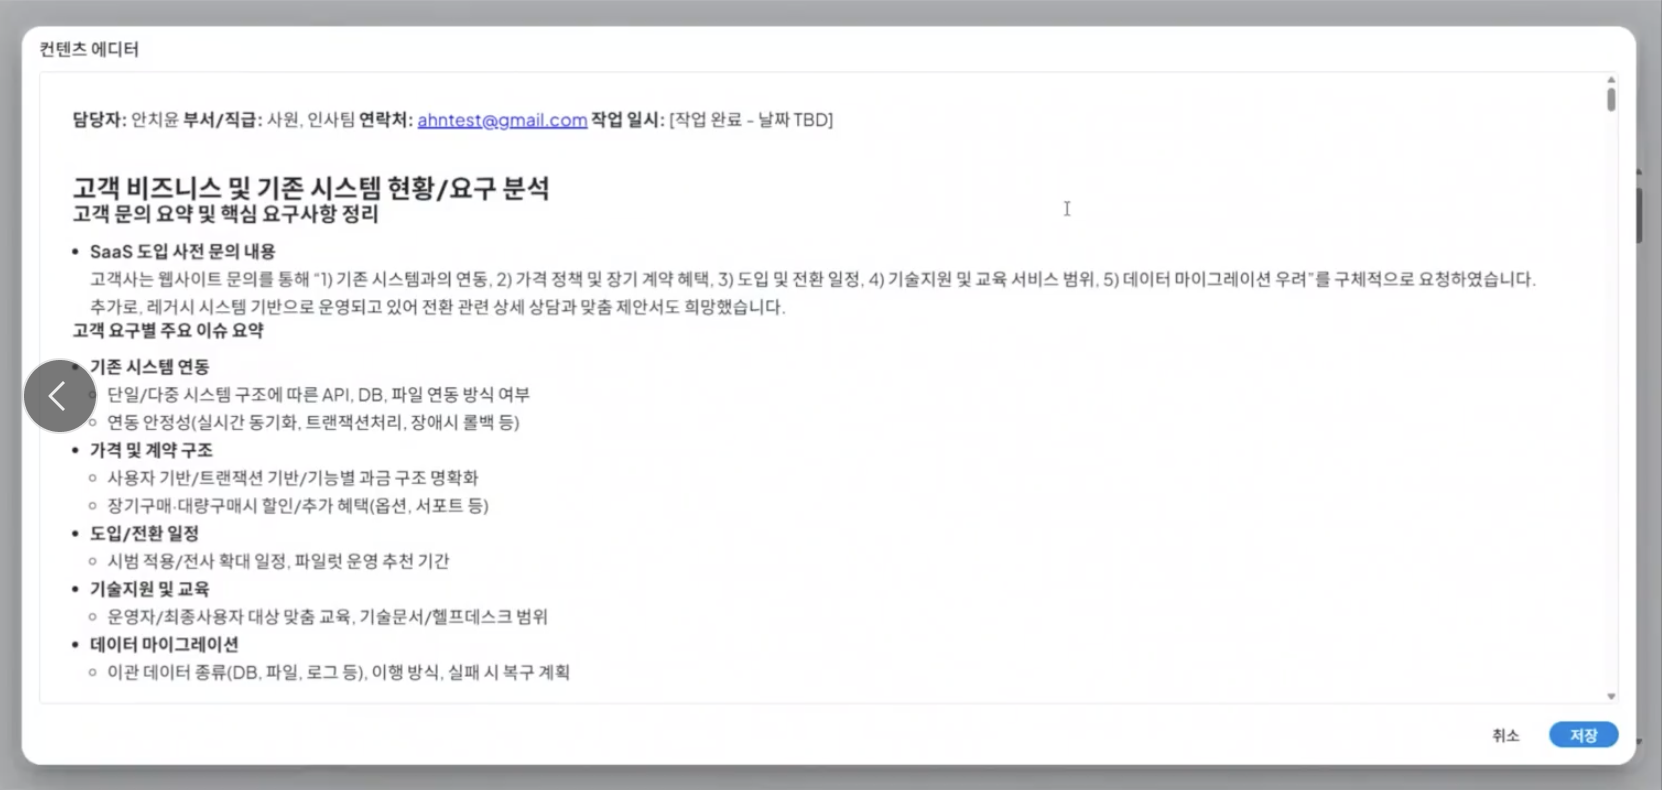 컨텐츠 에디터
담당자: 안치윤 부서/직급: 사원, 인사팀 연락처: ahntest@gmail.com 작업 일시: [작업 완료 - 날짜 TBD]
고객 비즈니스 및 기존 시스템 현황/요구 분석
고객 문의 요약 및 핵심 요구사항 정리
• SaaS 도입 사전 문의 내용
고객사는 웹사이트 문의를 통해 “1) 기존 시스템과의 연동, 2) 가격 정책 및 장기 계약 혜택, 3) 도입 및 전환 일정, 4) 기술지원 및 교육 서비스 범위, 5) 데이터 마이그레이션 우려”를 구체적으로 요청하였습니다.
추가로, 레거시 시스템 기반으로 운영되고 있어 전환 관련 상세 상담과 맞춤 제안서도 희망했습니다.
고객 요구별 주요 이슈 요약
• 기존 시스템 연동
◦ 단일/다중 시스템 구조에 따른 API, DB, 파일 연동 방식 여부
◦ 연동 안정성(실시간 동기화, 트랜잭션처리, 장애시 롤백 등)
• 가격 및 계약 구조
◦ 사용자 기반/트랜잭션 기반/기능별 과금 구조 명확화
◦ 장기구매·대량구매시 할인/추가 혜택(옵션, 서포트 등)
• 도입/전환 일정
◦ 시범 적용/전사 확대 일정, 파일럿 운영 추천 기간
• 기술지원 및 교육
◦ 운영자/최종사용자 대상 맞춤 교육, 기술문서/헬프데스크 범위
• 데이터 마이그레이션
◦ 이관 데이터 종류(DB, 파일, 로그 등), 이행 방식, 실패 시 복구 계획
취소 저장